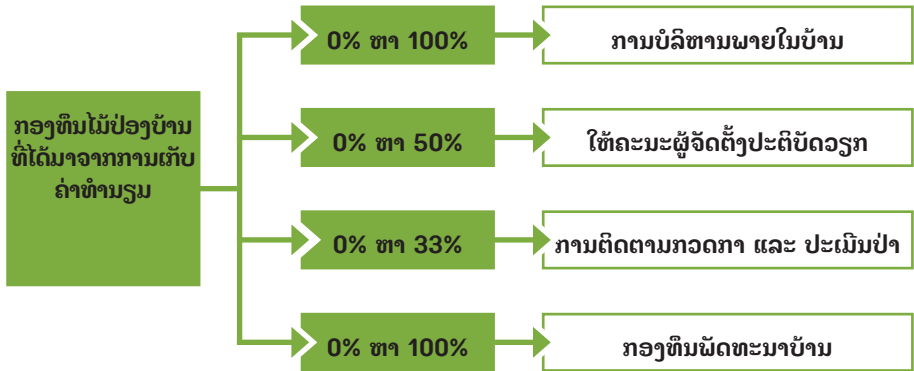 ກອງທຶນໄມ້ປ່ອງບ້ານ
ທີ່ໄດ້ມາຈາກການເກັບ
ຄ່າທຳນຽມ
0% ຫາ 100%
ການບໍລິຫານພາຍໃນບ້ານ
0% ຫາ 50%
ໃຫ້ຄະນະຜູ້ຈັດຕັ້ງປະຕິບັດວຽກ
0% ຫາ 33%
ການຕິດຕາມກວດກາ ແລະ ປະເມີນປ່າ
0% ຫາ 100%
ກອງທຶນພັດທະນາບ້ານ